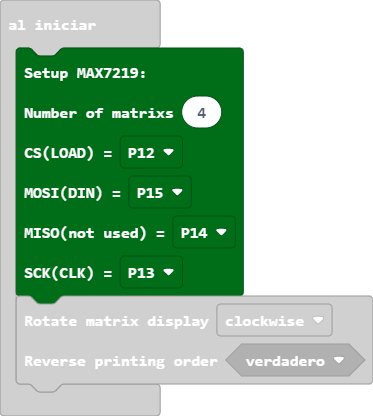 al iniciar
Setup MAX7219:
Number of matrixs 4
CS(LOAD) = P12
MOSI(DIN) = P15
MISO(not used) = P14
SCK(CLK) = P13
Rotate matrix display clockwise
Reverse printing order verdadero